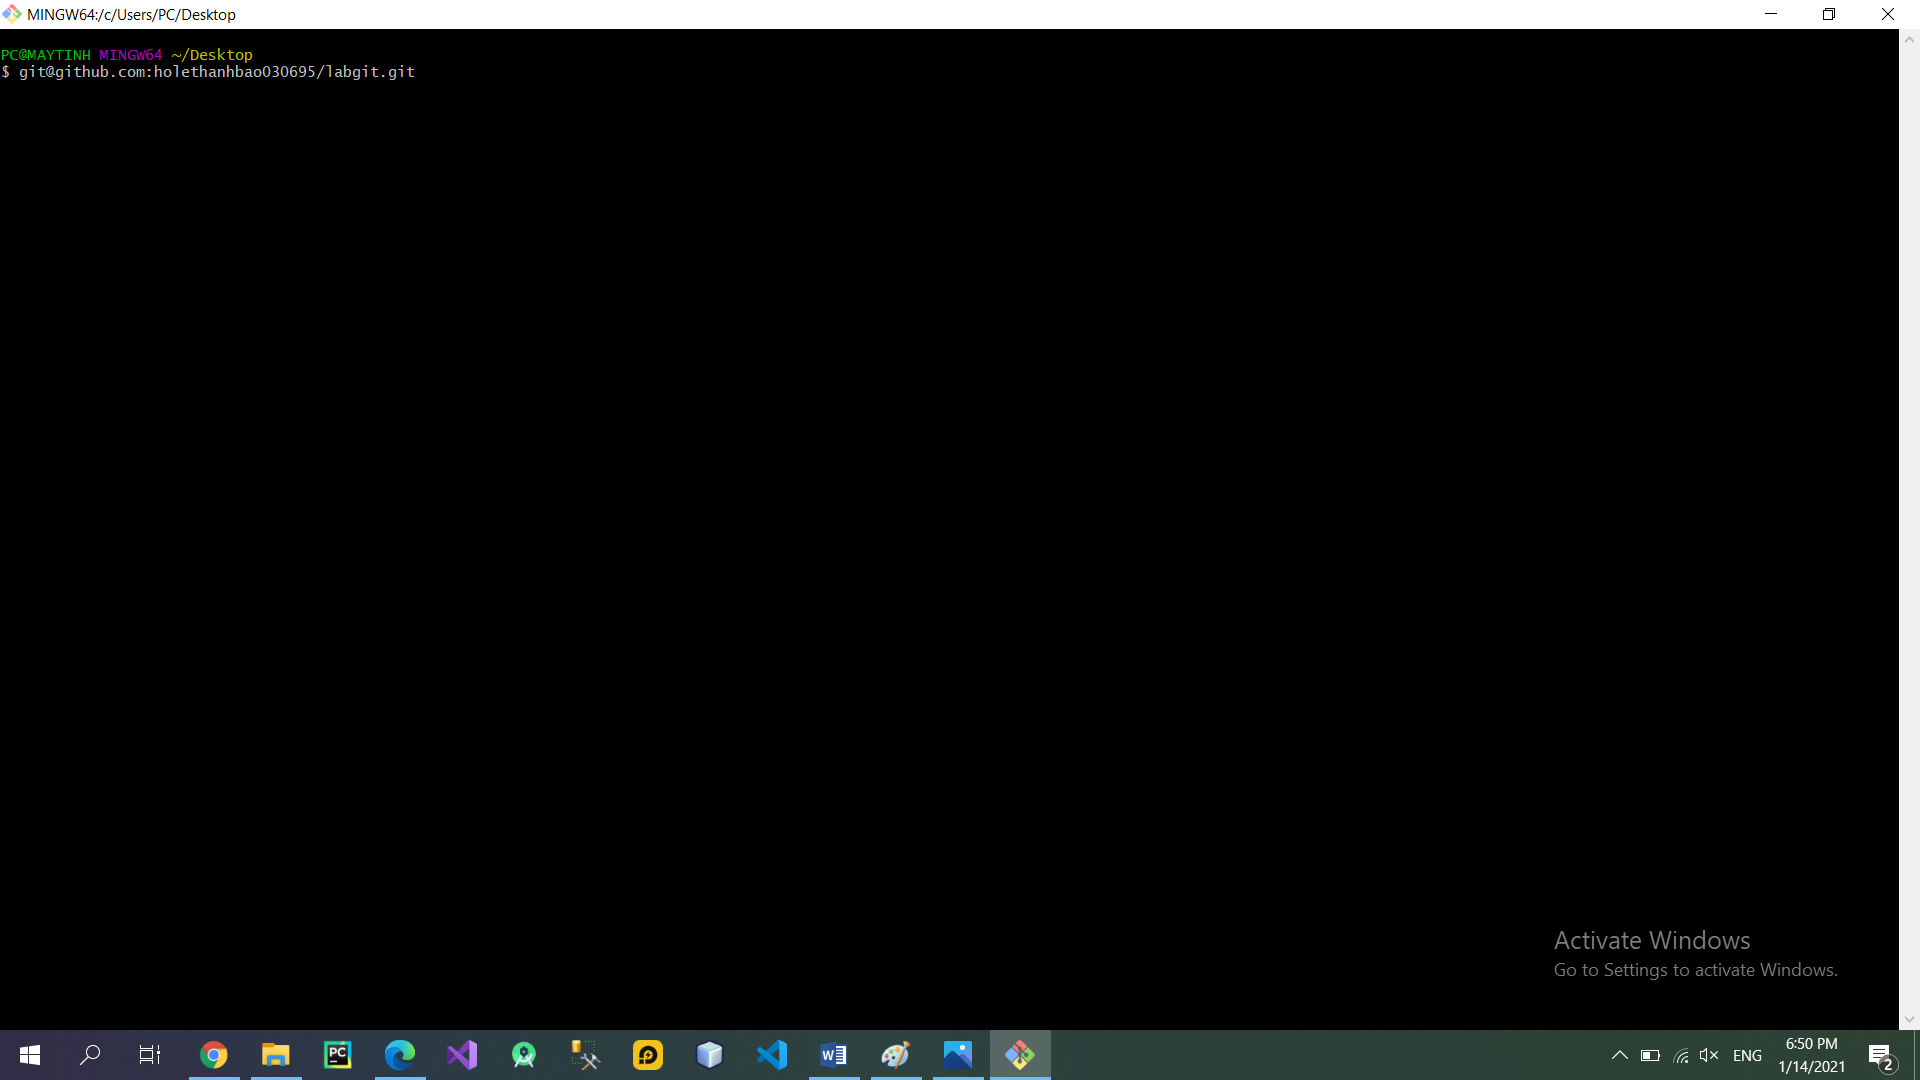 MINGW64:/c/Users/PC/Desktop
PC@MAYTINH MINGW64 ~/Desktop
$ git@github.com:holethanhbao030695/labgit.git
Activate Windows
Go to Settings to activate Windows.
PC
W
ENG
6:50 PM
1/14/2021
2